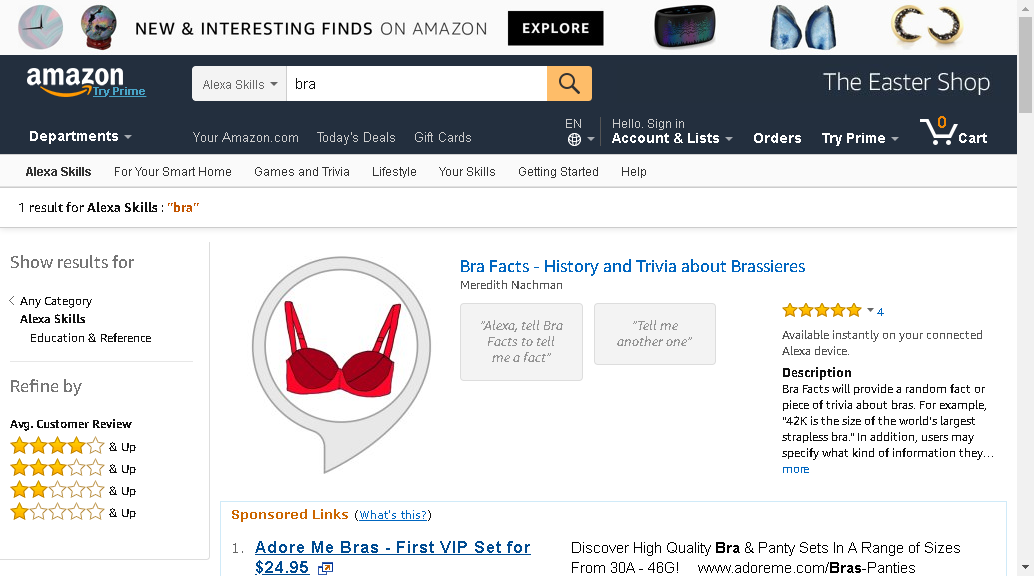 NEW & INTERESTING FINDS ON AMAZON EXPLORE
amazon
Try Prime
Alexa Skills bra
The Easter Shop
Departments
Your Amazon.com Today's Deals Gift Cards
EN
Hello. Sign in
Account & Lists
Orders
Try Prime
0
Cart
Alexa Skills For Your Smart Home Games and Trivia Lifestyle Your Skills Getting Started Help
1 result for Alexa Skills : "bra"
Show results for
Any Category
Alexa Skills
Education & Reference
Refine by
Avg. Customer Review
& Up
& Up
& Up
& Up
Bra Facts - History and Trivia about Brassieres
Meredith Nachman
"Alexa, tell Bra
Facts to tell
me a fact"
"Tell me
another one"
4
Available instantly on your connected
Alexa device.
Description
Bra Facts will provide a random fact or
piece of trivia about bras. For example,
"42K is the size of the world's largest
strapless bra." In addition, users may
specify what kind of information they…
more
Sponsored Links (What's this?)
1. Adore Me Bras - First VIP Set for
$24.95
Discover High Quality Bra & Panty Sets In A Range of Sizes
From 30A - 46G! www.adoreme.com/Bras-Panties